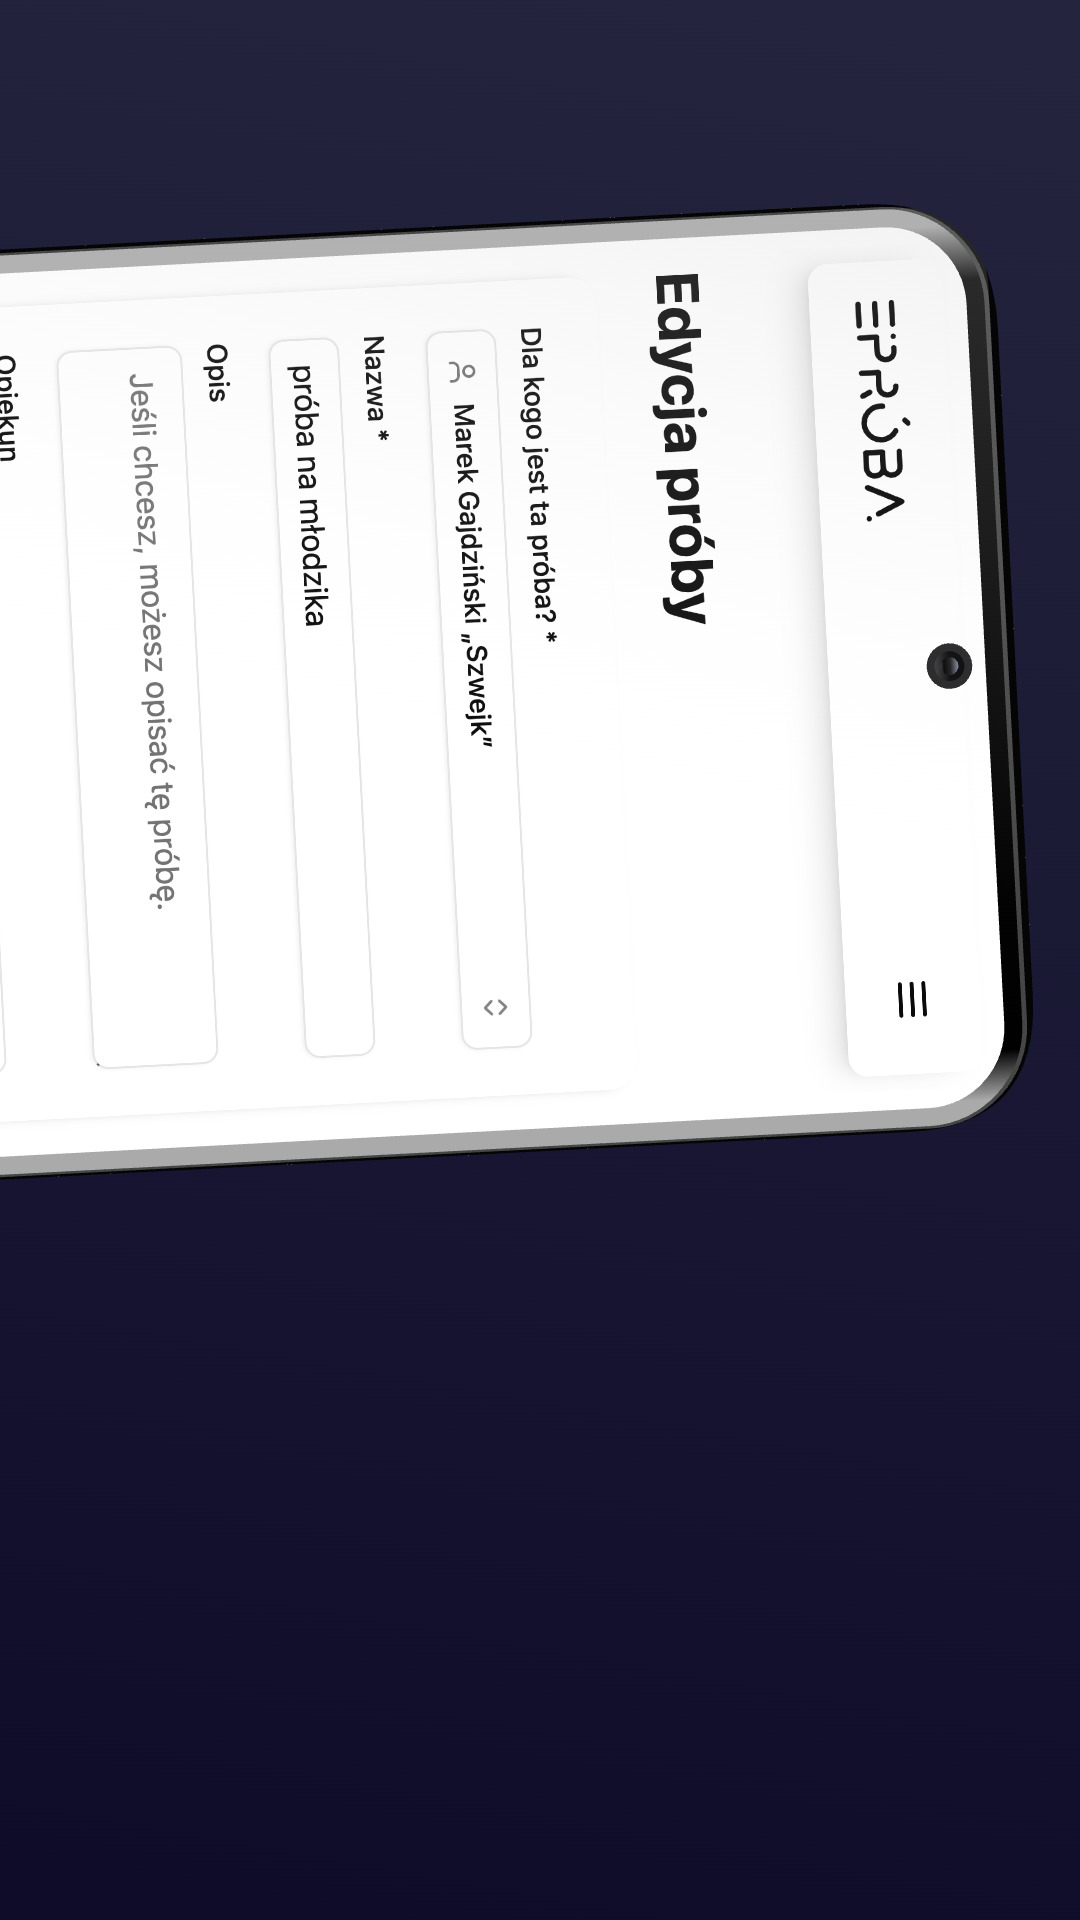 EPRÓBA.
Edycja próby
Dla kogo jest ta próba? *
Marek Gajdziński „Szwejk”
Nazwa *
próba na młodzika
Opis
Jeśli chcesz, możesz opisać tę próbę.
Opiekun